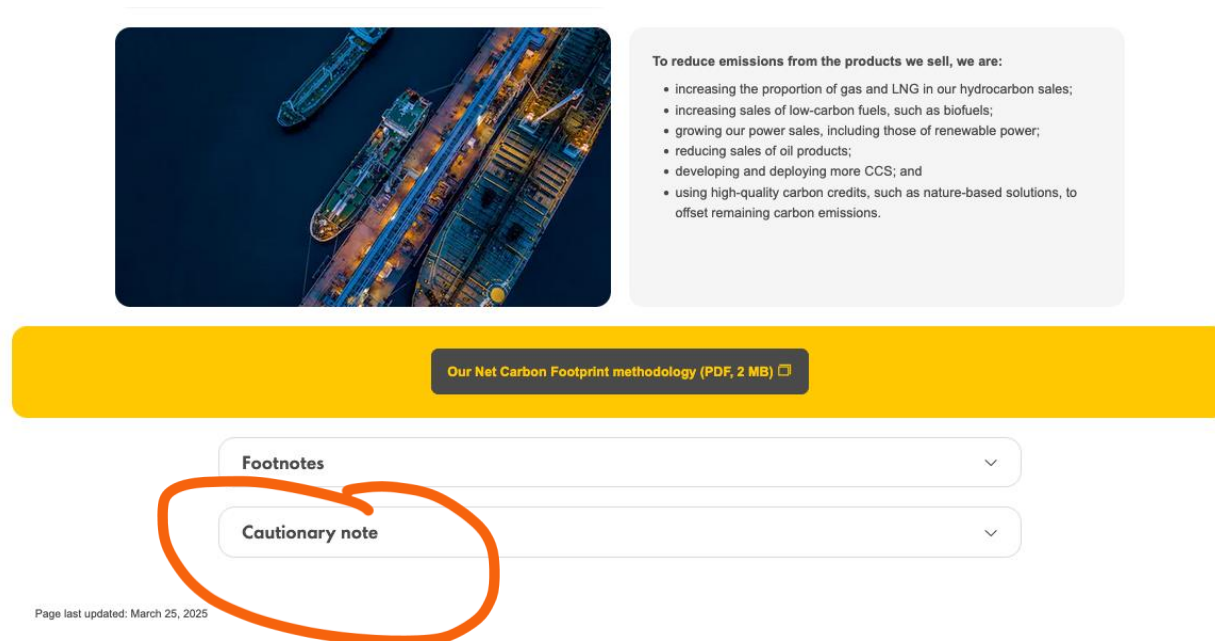 To reduce emissions from the products we sell, we are:
• increasing the proportion of gas and LNG in our hydrocarbon sales;
• increasing sales of low-carbon fuels, such as biofuels;
• growing our power sales, including those of renewable power;
• reducing sales of oil products;
• developing and deploying more CCS; and
• using high-quality carbon credits, such as nature-based solutions, to
offset remaining carbon emissions.
Our Net Carbon Footprint methodology (PDF, 2 MB)
Footnotes
Cautionary note
Page last updated: March 25, 2025